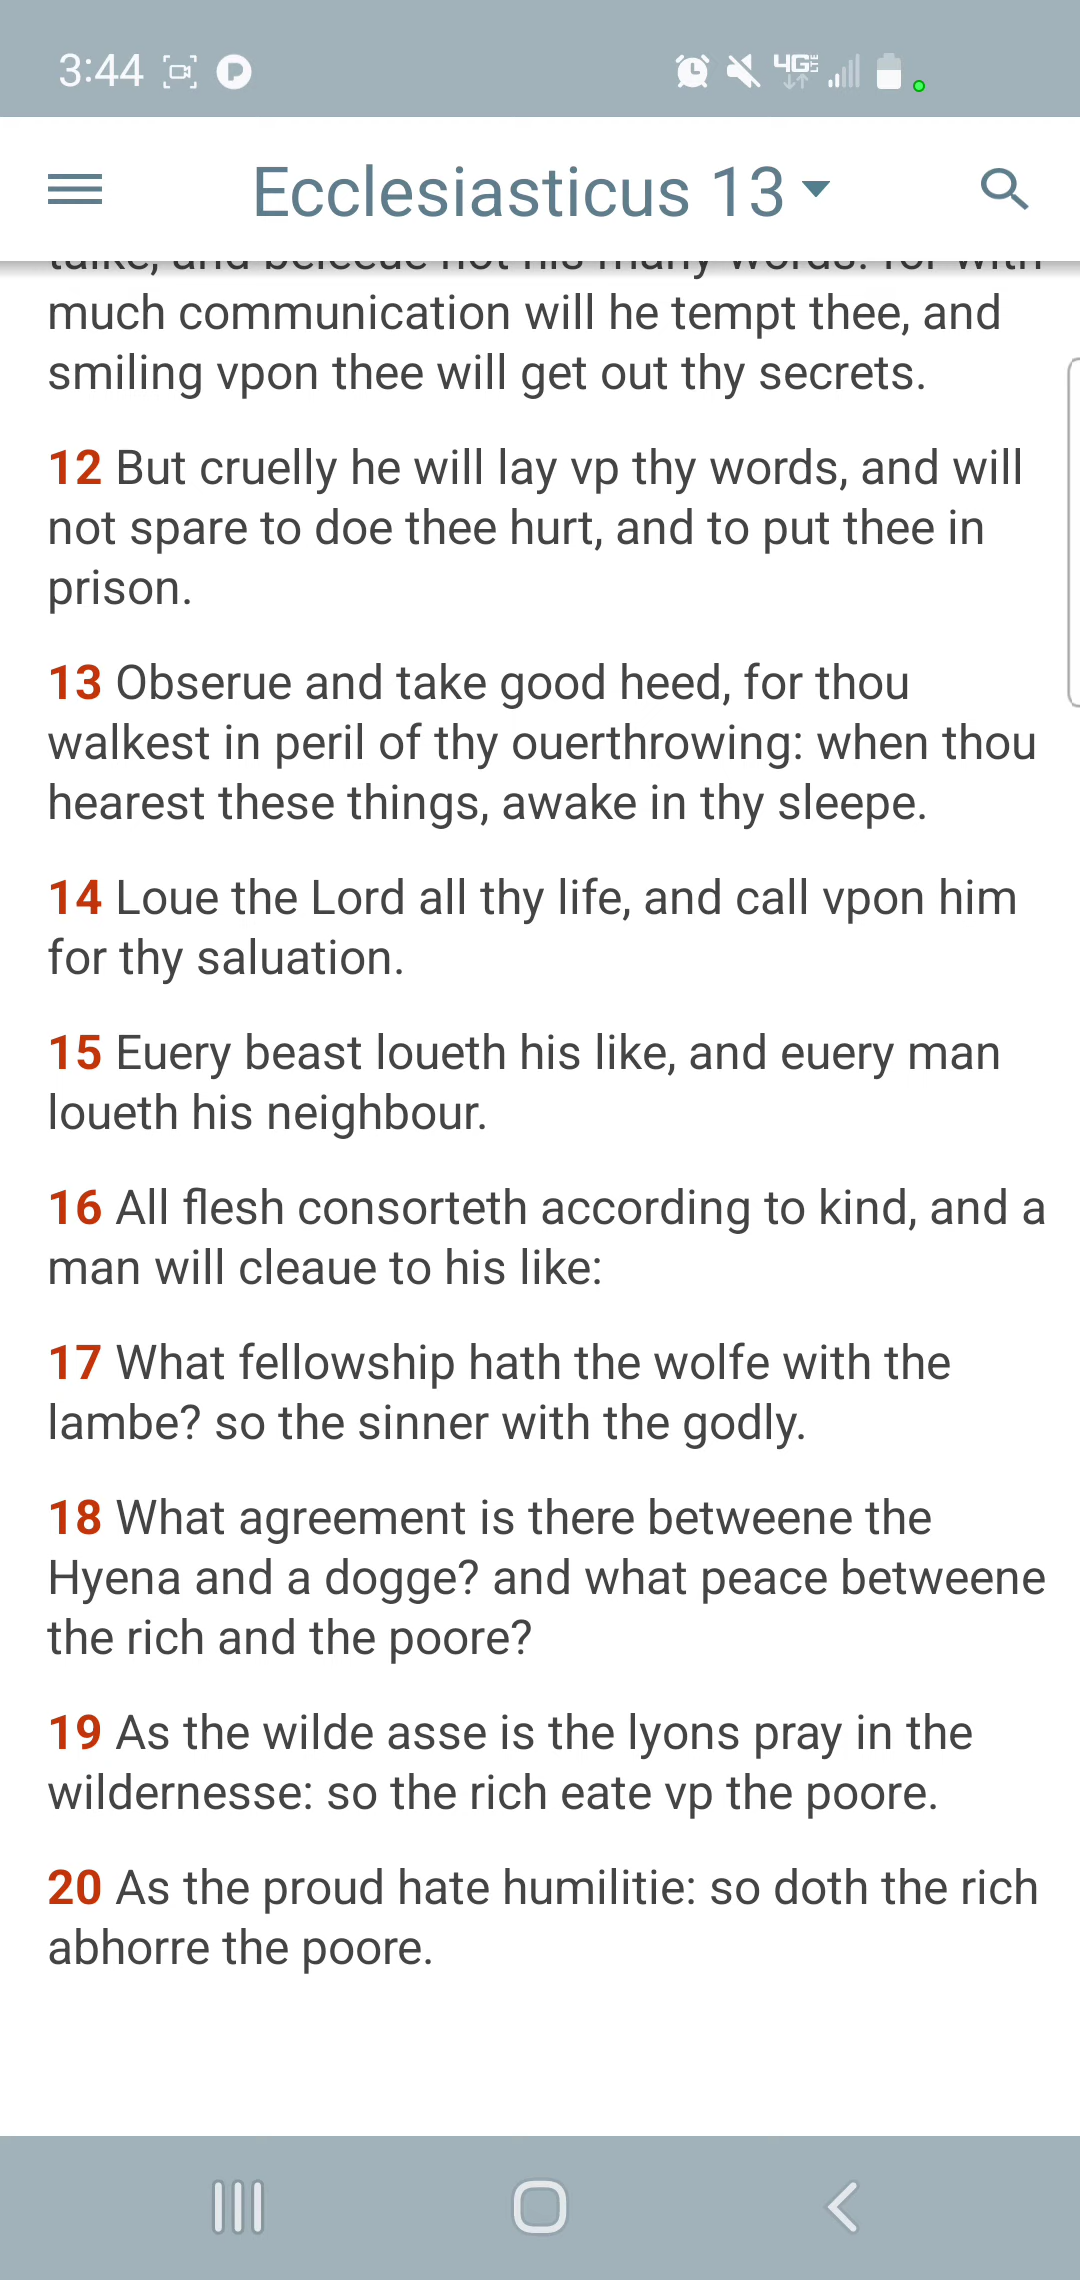 3:44
4G LTE
Ecclesiasticus 13
much communication will he tempt thee, and
smiling vpon thee will get out thy secrets.
12 But cruelly he will lay vp thy words, and will
not spare to doe thee hurt, and to put thee in
prison.
13 Obserue and take good heed, for thou
walkest in peril of thy ouerthrowing: when thou
hearest these things, awake in thy sleepe.
14 Loue the Lord all thy life, and call vpon him
for thy saluation.
15 Euery beast loueth his like, and euery man
loueth his neighbour.
16 All flesh consorteth according to kind, and a
man will cleaue to his like:
17 What fellowship hath the wolfe with the
lambe? so the sinner with the godly.
18 What agreement is there betweene the
Hyena and a dogge? and what peace betweene
the rich and the poore?
19 As the wilde asse is the lyons pray in the
wildernesse: so the rich eate vp the poore.
20 As the proud hate humilitie: so doth the rich
abhorre the poore.